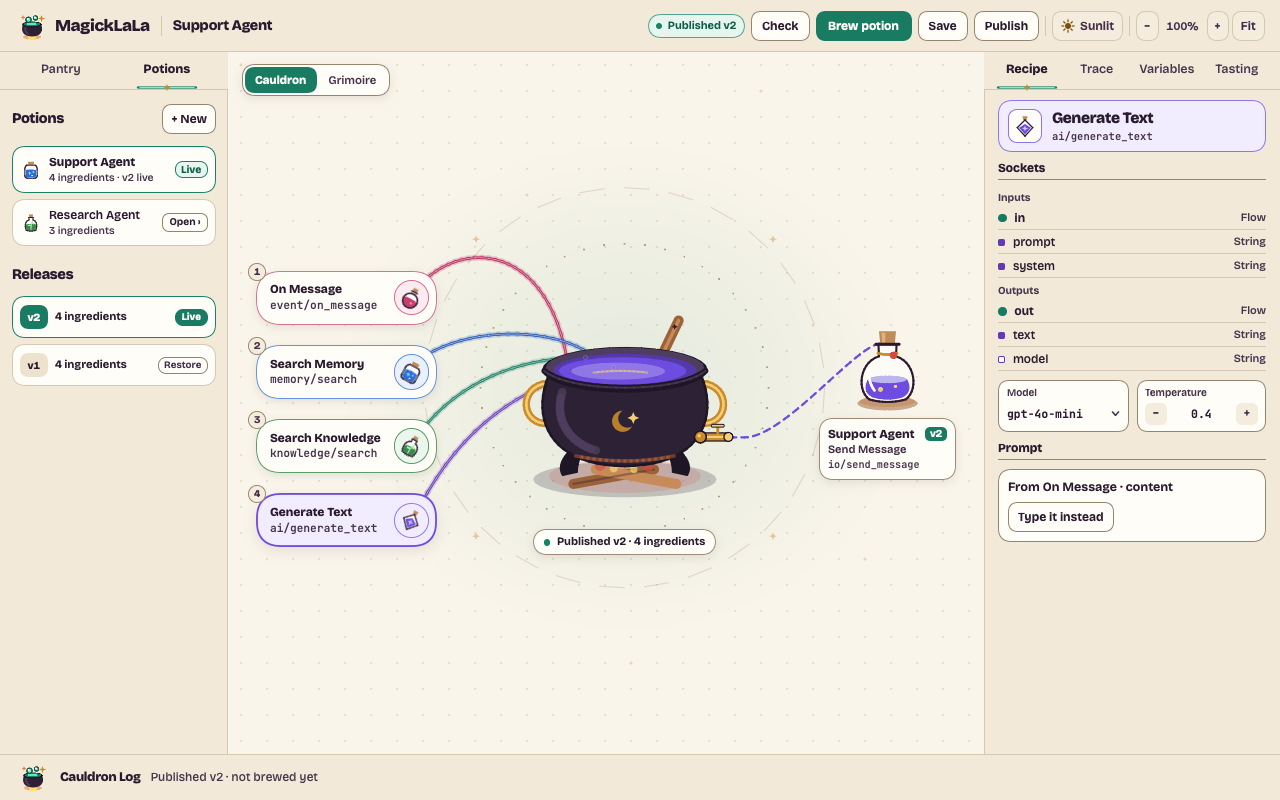 MagickLaLa
Support Agent
Published v2
Check
Brew potion
Save
Publish
Sunlit
−
100%
+
Fit
Pantry
Potions
Potions
+ New
Support Agent
4 ingredients · v2 live
Live
Research Agent
3 ingredients
Open ›
Releases
v2
4 ingredients
Live
v1
4 ingredients
Restore
Cauldron
Grimoire
1
On Message
event/on_message
2
Search Memory
memory/search
3
Search Knowledge
knowledge/search
4
Generate Text
ai/generate_text
Published v2 · 4 ingredients
Support Agent
v2
Send Message
io/send_message
Recipe
Trace
Variables
Tasting
Generate Text
ai/generate_text
Sockets
Inputs
in
Flow
prompt
String
system
String
Outputs
out
Flow
text
String
model
String
Model
gpt-4o-mini
Temperature
−
0.4
+
Prompt
From On Message · content
Type it instead
Cauldron Log
Published v2 · not brewed yet